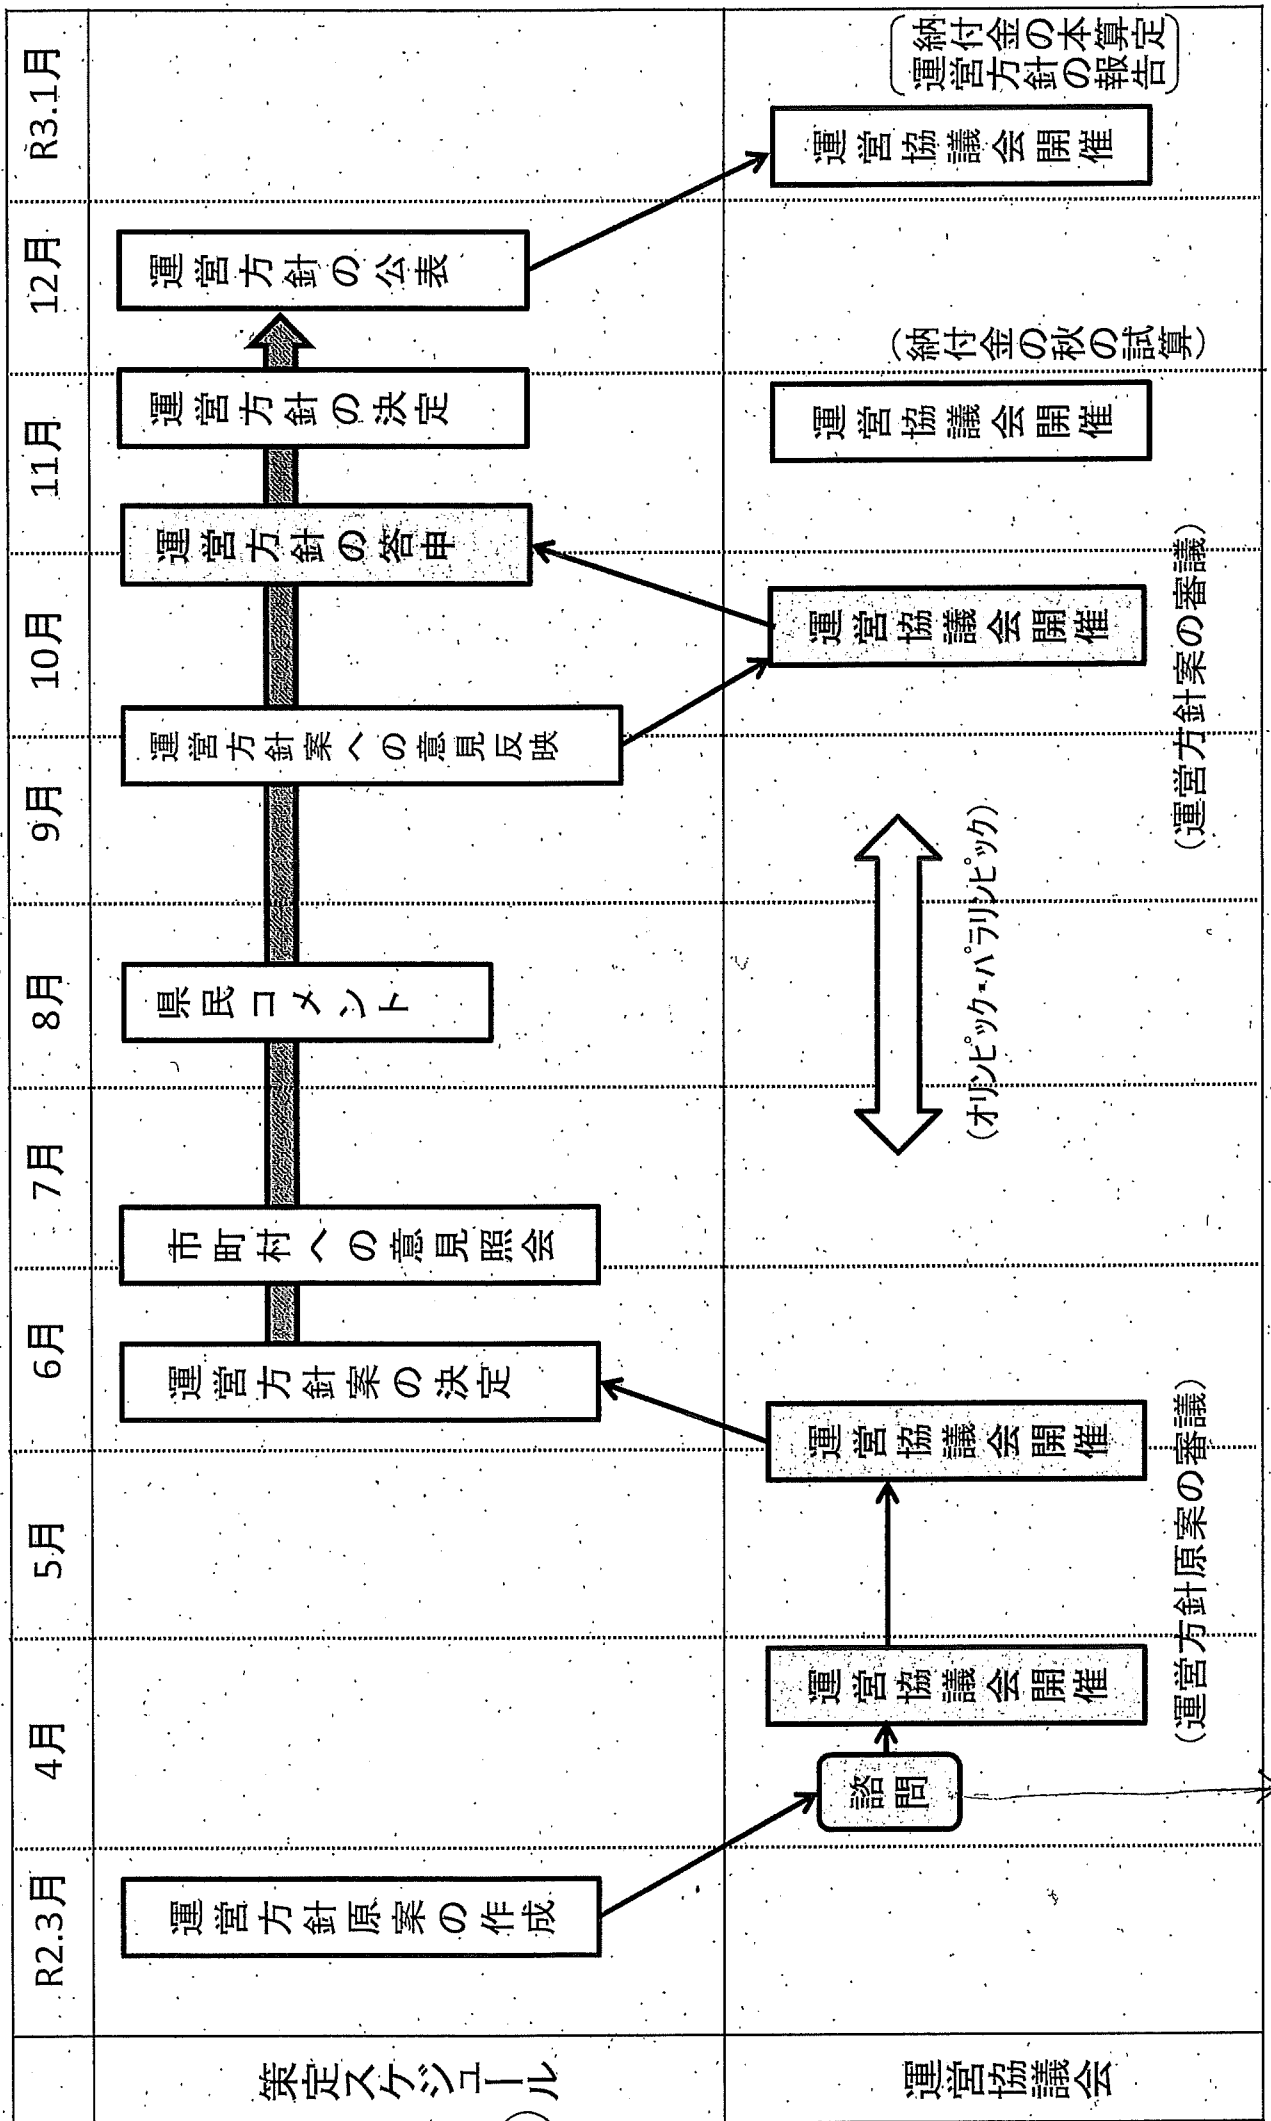 R2.3月
4月
5月
6月
7月
8月
9月
10月
11月
12月
R3.1月
策定スケジュール
運営方針原案の作成
運営方針案の決定
市町村への意見照会
県民コメント
運営方針案への意見反映
運営方針の答申
運営方針の決定
運営方針の公表
運営協議会
諮問
運営協議会開催
運営協議会開催
(運営方針原案の審議)
(オリンピック・パラリンピック)
運営協議会開催
(運営方針案の審議)
運営協議会開催
(納付金の秋の試算)
運営協議会開催
納付金の本算定
運営方針の報告